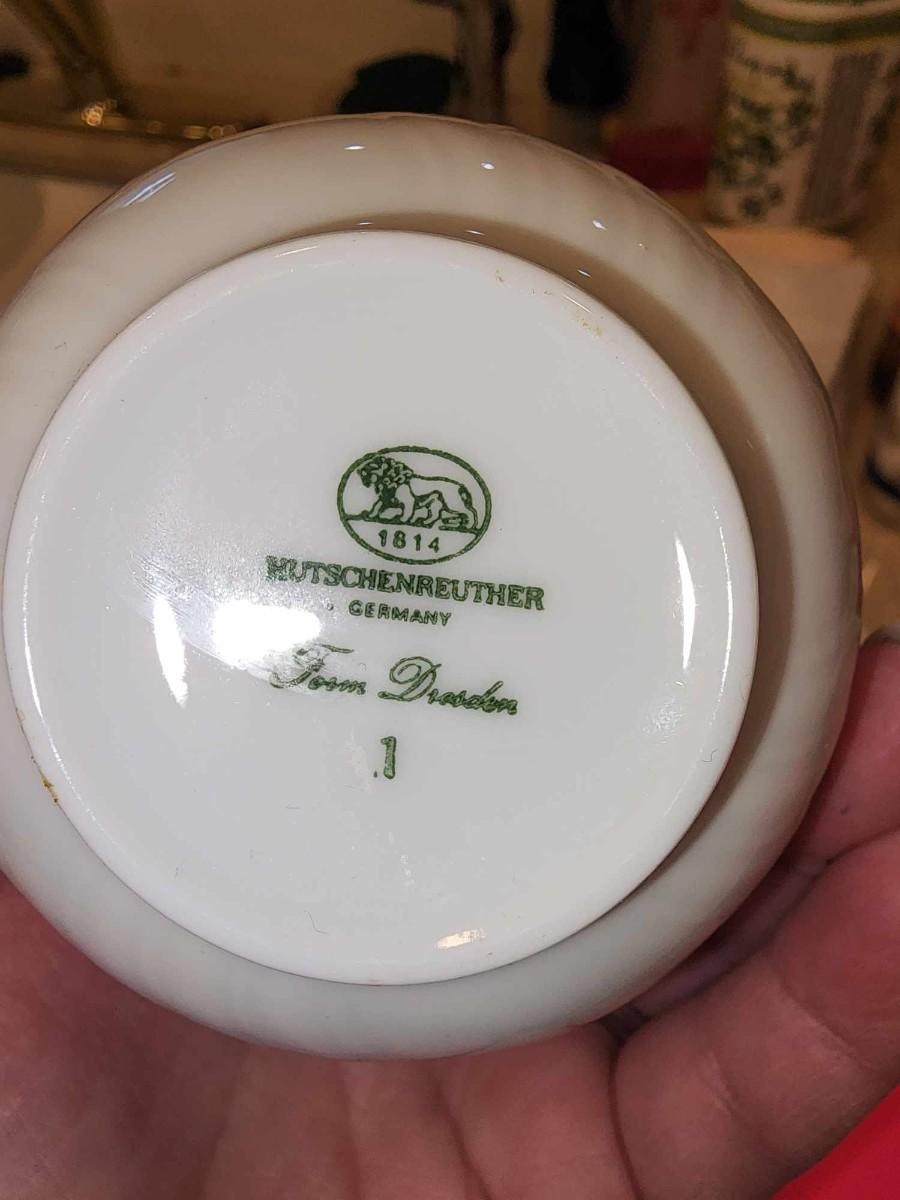 1814
HUTSCHENREUTHER
GERMANY
Form Dresden
1